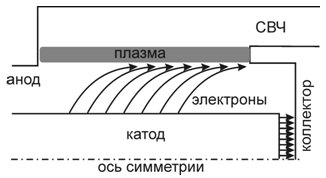 СВЧ
плазма
анод
электроны
коллектор
катод
ось симметрии